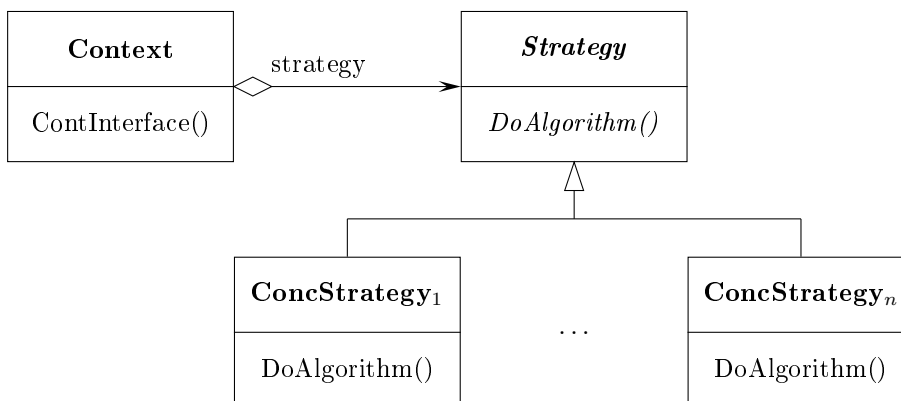 Context
Strategy
strategy
ContInterface()
DoAlgorithm()
ConcStrategy₁
ConcStrategyₙ
...
DoAlgorithm()
DoAlgorithm()